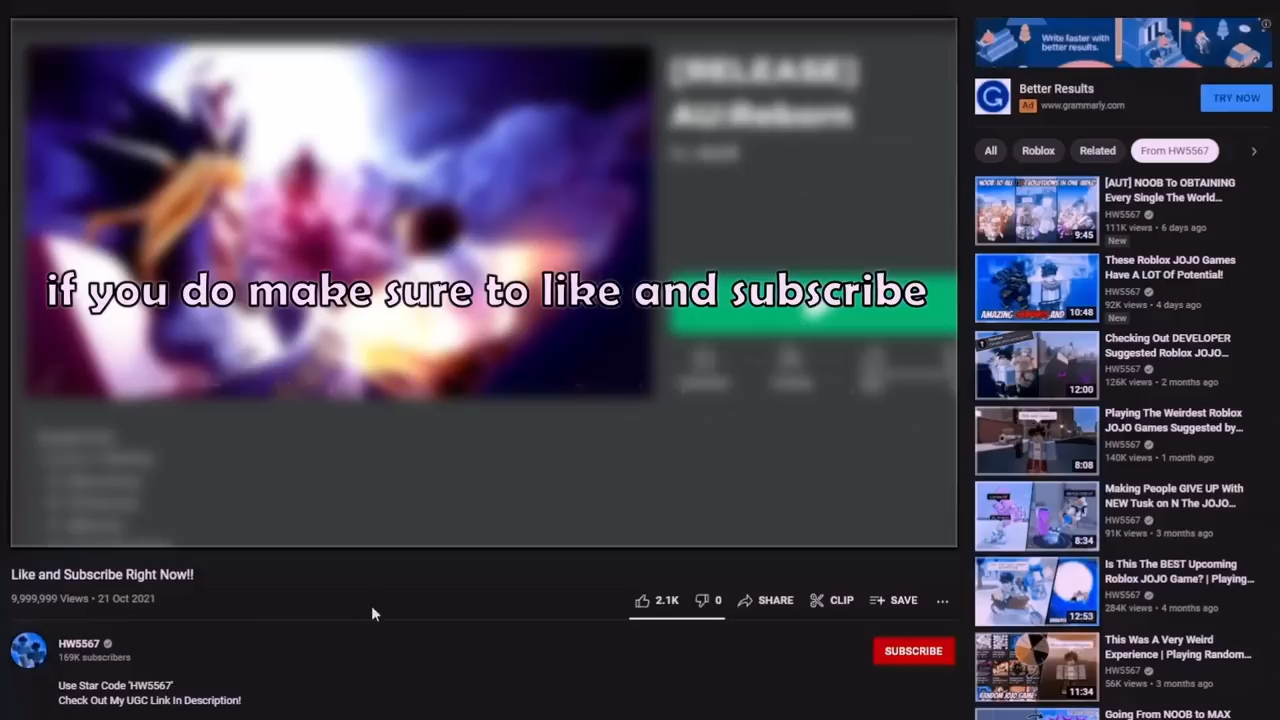 [RELEASE]
AU:Reborn
if you do make sure to like and subscribe
Like and Subscribe Right Now!!
9,999,999 Views • 21 Oct 2021
2.1K
0
SHARE
CLIP
SAVE
HW5567
169K subscribers
SUBSCRIBE
Use Star Code 'HW5567'
Check Out My UGC Link In Description!
Write faster with
better results.
Better Results
Ad www.grammarly.com
TRY NOW
All
Roblox
Related
From HW5567
[AUT] NOOB To OBTAINING
Every Single The World...
HW5567
111K views • 6 days ago
New
9:45
These Roblox JOJO Games
Have A LOT Of Potential!
HW5567
92K views • 4 days ago
New
10:48
Checking Out DEVELOPER
Suggested Roblox JOJO...
HW5567
126K views • 2 months ago
12:00
Playing The Weirdest Roblox
JOJO Games Suggested by...
HW5567
140K views • 1 month ago
8:08
Making People GIVE UP With
NEW Tusk on N The JOJO...
HW5567
91K views • 3 months ago
8:34
Is This The BEST Upcoming
Roblox JOJO Game? | Playing...
HW5567
284K views • 4 months ago
12:53
This Was A Very Weird
Experience | Playing Random...
HW5567
56K views • 3 months ago
11:34
Going From NOOB to MAX